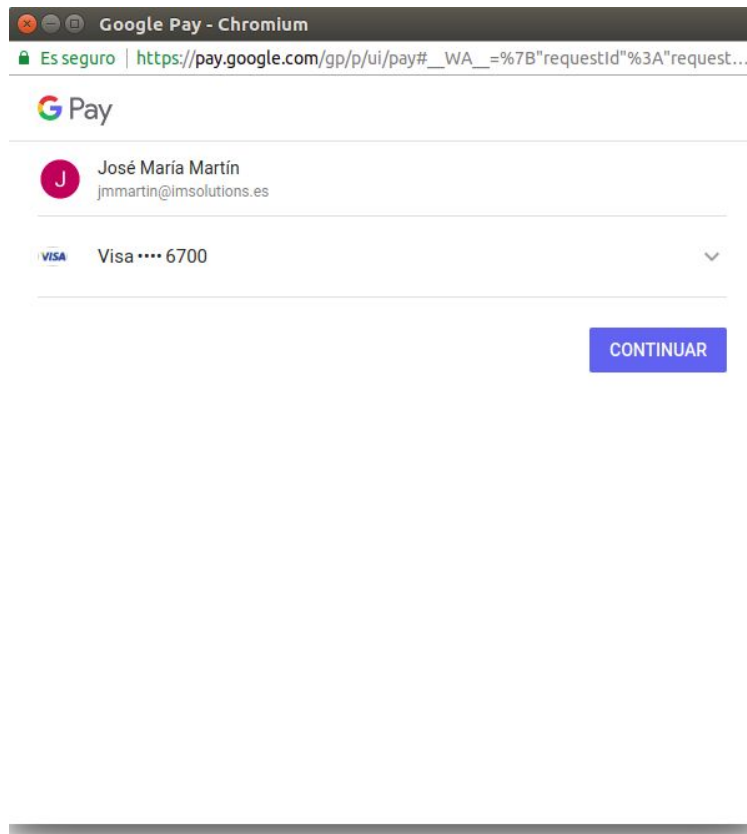 Google Pay - Chromium
Es seguro | https://pay.google.com/gp/p/ui/pay#__WA__=%7B"requestId"%3A"request...
G Pay
J
José María Martín
jmmartin@imsolutions.es
VISA
Visa •••• 6700
CONTINUAR